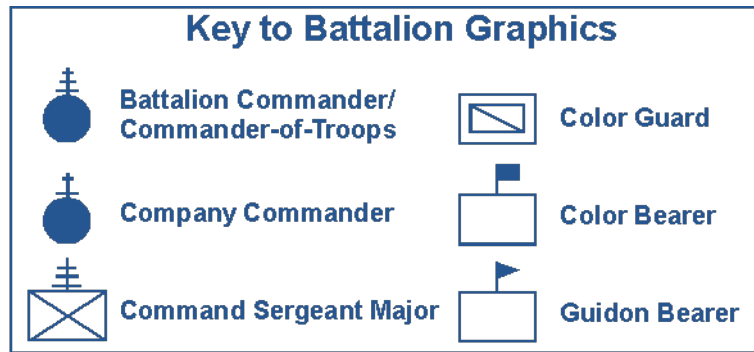 Key to Battalion Graphics
Battalion Commander/
Commander-of-Troops
Color Guard
Company Commander
Color Bearer
Command Sergeant Major
Guidon Bearer